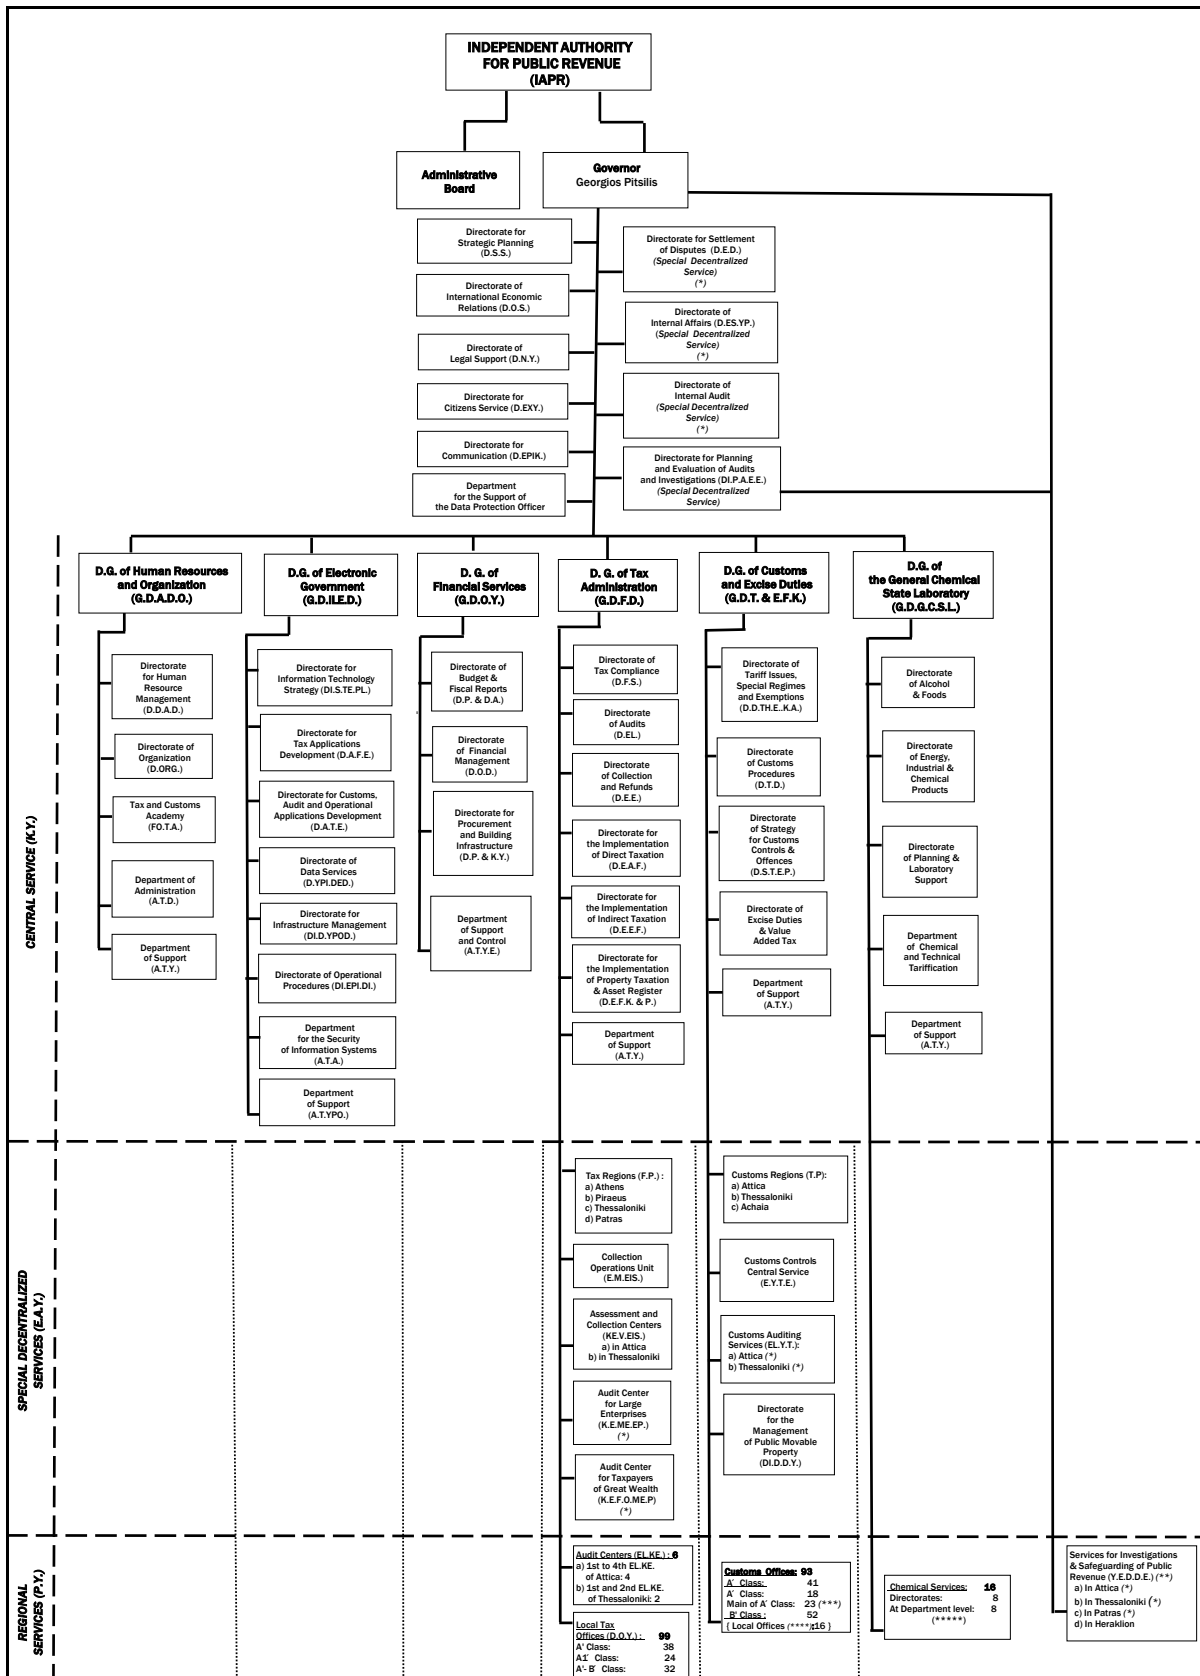 INDEPENDENT AUTHORITY
FOR PUBLIC REVENUE
(IAPR)
Administrative
Board
Governor
Georgios Pitsilis
Directorate for
Strategic Planning
(D.S.S.)
Directorate of
International Economic
Relations (D.O.S.)
Directorate of
Legal Support (D.N.Y.)
Directorate for
Citizens Service (D.EXY.)
Directorate for
Communication (D.EPIK.)
Department
for the Support of
the Data Protection Officer
Directorate for Settlement
of Disputes (D.E.D.)
(Special Decentralized
Service)
(*)
Directorate of
Internal Affairs (D.ES.YP.)
(Special Decentralized
Service)
(*)
Directorate of
Internal Audit
(Special Decentralized
Service)
(*)
Directorate for Planning
and Evaluation of Audits
and Investigations (DI.P.A.E.E.)
(Special Decentralized
Service)
CENTRAL SERVICE (K.Y.)
D.G. of Human Resources
and Organization
(G.D.A.D.O.)
Directorate
for Human
Resource
Management
(D.D.A.D.)
Directorate of
Organization
(D.ORG.)
Tax and Customs
Academy
(FO.T.A.)
Department of
Administration
(A.T.D.)
Department
of Support
(A.T.Y.)
D.G. of Electronic
Government
(G.D.ILE.D.)
Directorate for
Information Technology
Strategy (DI.S.TE.PL.)
Directorate for
Tax Applications
Development (D.A.F.E.)
Directorate for Customs,
Audit and Operational
Applications Development
(D.A.T.E.)
Directorate of
Data Services
(D.YPI.DED.)
Directorate for
Infrastructure Management
(DI.D.YPOD.)
Directorate of Operational
Procedures (DI.EPI.DI.)
Department
for the Security
of Information Systems
(A.T.A.)
Department
of Support
(A.T.YPO.)
D. G. of
Financial Services
(G.D.O.Y.)
Directorate of
Budget &
Fiscal Reports
(D.P. & D.A.)
Directorate
of Financial
Management
(D.O.D.)
Directorate for
Procurement
and Building
Infrastructure
(D.P. & K.Y.)
Department
of Support
and Control
(A.T.Y.E.)
D. G. of Tax
Administration
(G.D.F.D.)
Directorate of
Tax Compliance
(D.F.S.)
Directorate
of Audits
(D.EL.)
Directorate
of Collection
and Refunds
(D.E.E.)
Directorate for
the Implementation
of Direct Taxation
(D.E.A.F.)
Directorate for
the Implementation
of Indirect Taxation
(D.E.E.F.)
Directorate for
the Implementation
of Property Taxation
& Asset Register
(D.E.F.K. & P.)
Department
of Support
(A.T.Y.)
D.G. of Customs
and Excise Duties
(G.D.T. & E.F.K.)
Directorate of
Tariff Issues,
Special Regimes
and Exemptions
(D.D.TH.E..K.A.)
Directorate
of Customs
Procedures
(D.T.D.)
Directorate
of Strategy
for Customs
Controls &
Offences
(D.S.T.E.P.)
Directorate of
Excise Duties
& Value
Added Tax
Department
of Support
(A.T.Y.)
D.G. of
the General Chemical
State Laboratory
(G.D.G.C.S.L.)
Directorate
of Alcohol
& Foods
Directorate
of Energy,
Industrial &
Chemical
Products
Directorate
of Planning &
Laboratory
Support
Department
of Chemical
and Technical
Tariffication
Department
of Support
(A.T.Y.)
SPECIAL DECENTRALIZED
SERVICES (E.A.Y.)
Tax Regions (F.P.) :
a) Athens
b) Piraeus
c) Thessaloniki
d) Patras
Collection
Operations Unit
(E.M.EIS.)
Assessment and
Collection Centers
(KE.V.EIS.)
a) in Attica
b) in Thessaloniki
Audit Center
for Large
Enterprises
(K.E.ME.EP.)
(*)
Audit Center
for Taxpayers
of Great Wealth
(K.E.F.O.ME.P)
(*)
Customs Regions (T.P):
a) Attica
b) Thessaloniki
c) Achaia
Customs Controls
Central Service
(E.Y.T.E.)
Customs Auditing
Services (EL.Y.T.):
a) Attica (*)
b) Thessaloniki (*)
Directorate
for the
Management
of Public Movable
Property
(DI.D.D.Y.)
REGIONAL
SERVICES (P.Y.)
Audit Centers (EL.KE.) : 6
a) 1st to 4th EL.KE.
of Attica: 4
b) 1st and 2nd EL.KE.
of Thessaloniki: 2
Local Tax
Offices (D.O.Y.) : 99
A' Class: 38
A1΄ Class: 24
A'- B΄ Class: 32
Customs Offices: 93
A΄ Class: 41
A΄ Class: 18
Main of A΄ Class: 23 (***)
B' Class : 52
{ Local Offices (****):16 }
Chemical Services: 16
Directorates: 8
At Department level: 8
(*****)
Services for Investigations
& Safeguarding of Public
Revenue (Y.E.D.D.E.) (**)
a) In Attica (*)
b) In Thessaloniki (*)
c) In Patras (*)
d) In Heraklion